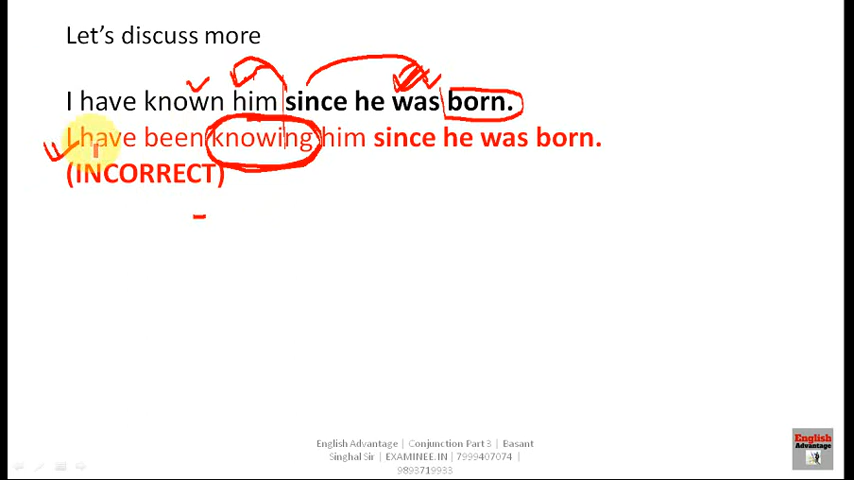 Let's discuss more
I have known him since he was born.
I have been knowing him since he was born.
(INCORRECT)
English Advantage | Conjunction Part 3 | Basant
Singhal Sir | EXAMINEE.IN | 7999407074 |
9893719933
English
Advantage